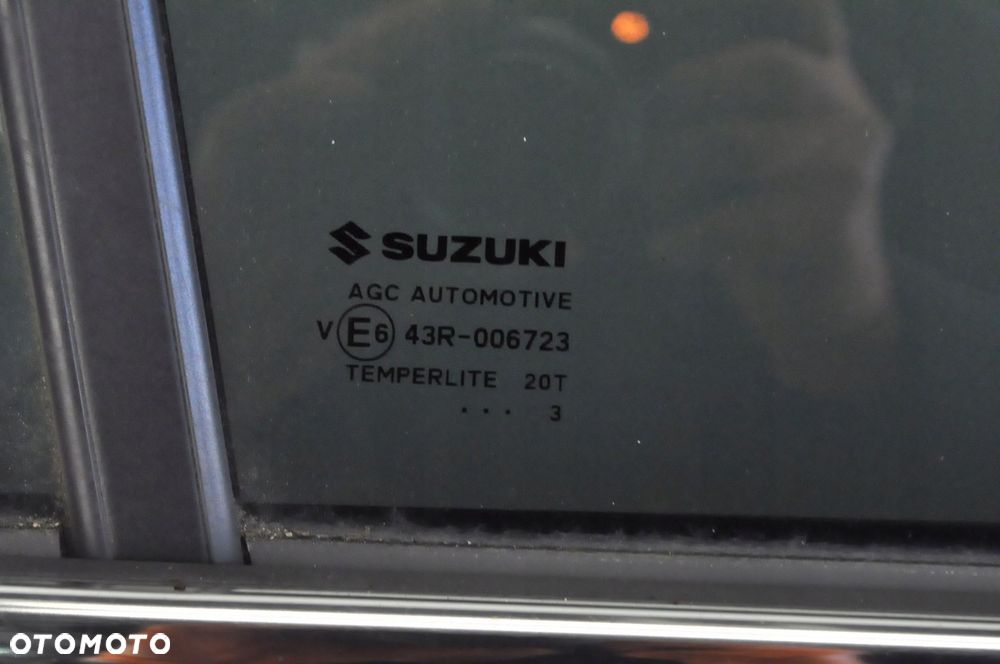 SUZUKI
AGC AUTOMOTIVE
V E6 43R-006723
TEMPERLITE 20T
... 3
OTOMOTO